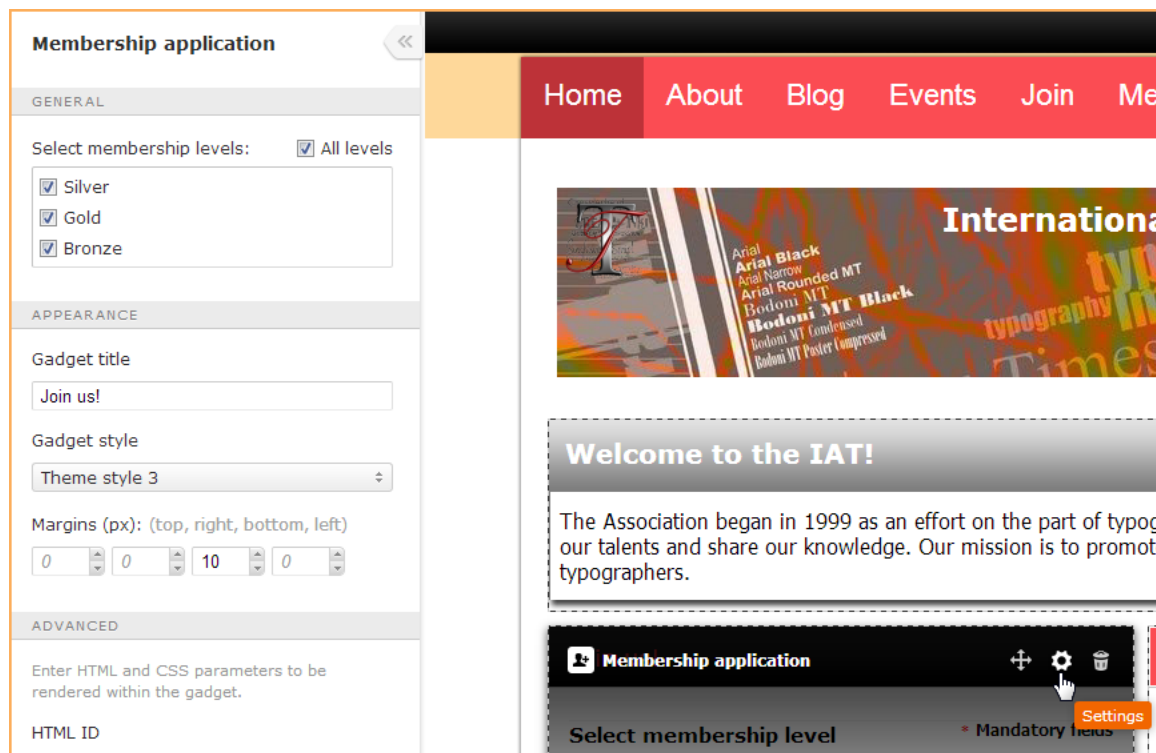 Membership application
GENERAL
Select membership levels: All levels
Silver
Gold
Bronze
APPEARANCE
Gadget title
Join us!
Gadget style
Theme style 3
Margins (px): (top, right, bottom, left)
0 0 10 0
ADVANCED
Enter HTML and CSS parameters to be
rendered within the gadget.
HTML ID
Home About Blog Events Join Me
Internationa
Arial
Arial Black
Arial Narrow
Arial Rounded MT
Bodoni MT
Bodoni MT Black
Bodoni MT Condensed
Bodoni MT Poster Compressed
typ
typography
Times
Welcome to the IAT!
The Association began in 1999 as an effort on the part of typog
our talents and share our knowledge. Our mission is to promot
typographers.
Membership application
Settings
Select membership level * Mandatory fields